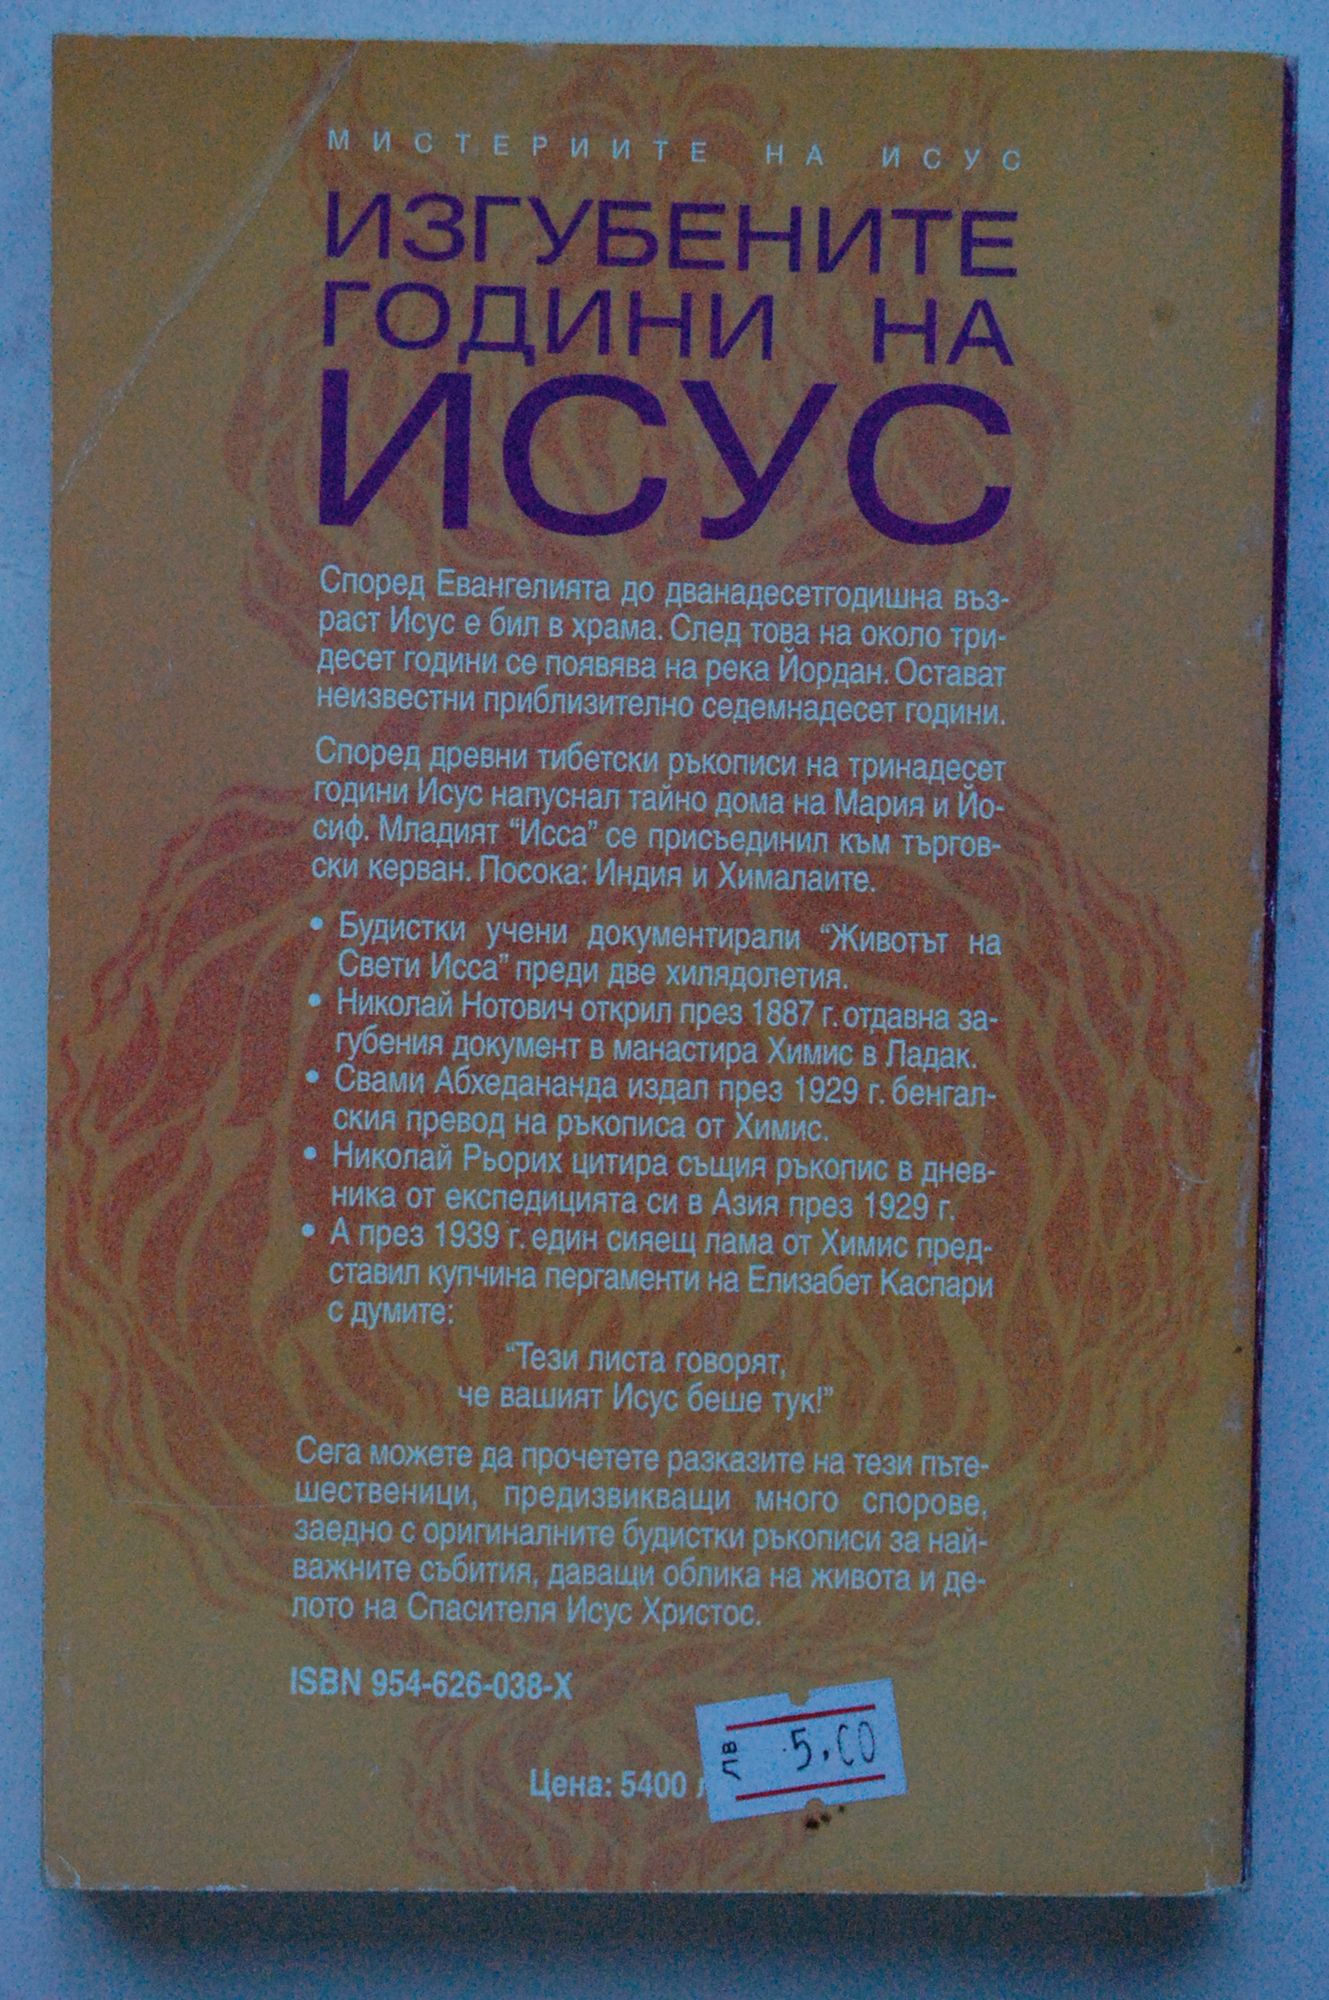 МИСТЕРИИТЕ НА ИСУС
ИЗГУБЕНИТЕ
ГОДИНИ НА
ИСУС
Според Евангелията до дванадесетгодишна въз-
раст Исус е бил в храма. След това на около три-
десет години се появява на река Йордан. Остават
неизвестни приблизително седемнадесет години.
Според древни тибетски ръкописи на тринадесет
години Исус напуснал тайно дома на Мария и Йо-
сиф. Младият “Исса” се присъединил към търгов-
ски керван. Посока: Индия и Хималаите.
• Будистки учени документирали “Животът на
Свети Исса” преди две хилядолетия.
• Николай Нотович открил през 1887 г. отдавна за-
губения документ в манастира Химис в Ладак.
• Свами Абхедананда издал през 1929 г. бенгал-
ския превод на ръкописа от Химис.
• Николай Рьорих цитира същия ръкопис в днев-
ника от експедицията си в Азия през 1929 г.
• А през 1939 г. един сияещ лама от Химис пред-
ставил купчина пергаменти на Елизабет Каспари
с думите:
“Тези листа говорят,
че вашият Исус беше тук!”
Сега можете да прочетете разказите на тези пъте-
шественици, предизвикващи много спорове,
заедно с оригиналните будистки ръкописи за най-
важните събития, даващи облика на живота и де-
лото на Спасителя Исус Христос.
ISBN 954-626-038-X
Цена: 5400 л
лв 5.00